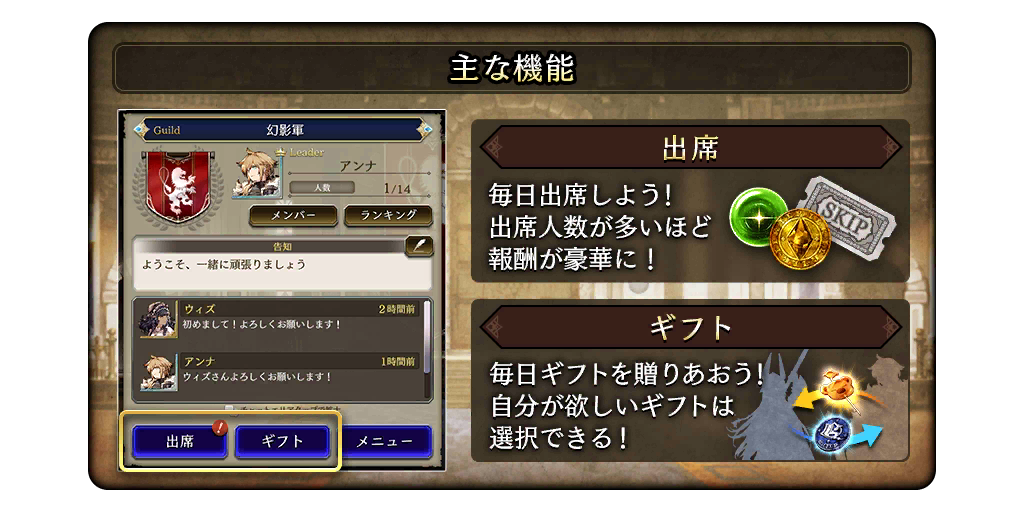 主な機能
Guild
幻影軍
Leader
アンナ
人数
1/14
メンバー
ランキング
告知
ようこそ、一緒に頑張りましょう
ウィズ
2時間前
初めまして！よろしくお願いします！
アンナ
1時間前
ウィズさんよろしくお願いします！
出席
!
ギフト
メニュー
出席
毎日出席しよう！
出席人数が多いほど
報酬が豪華に！
SKIP
ギフト
毎日ギフトを贈りあおう！
自分が欲しいギフトは
選択できる！